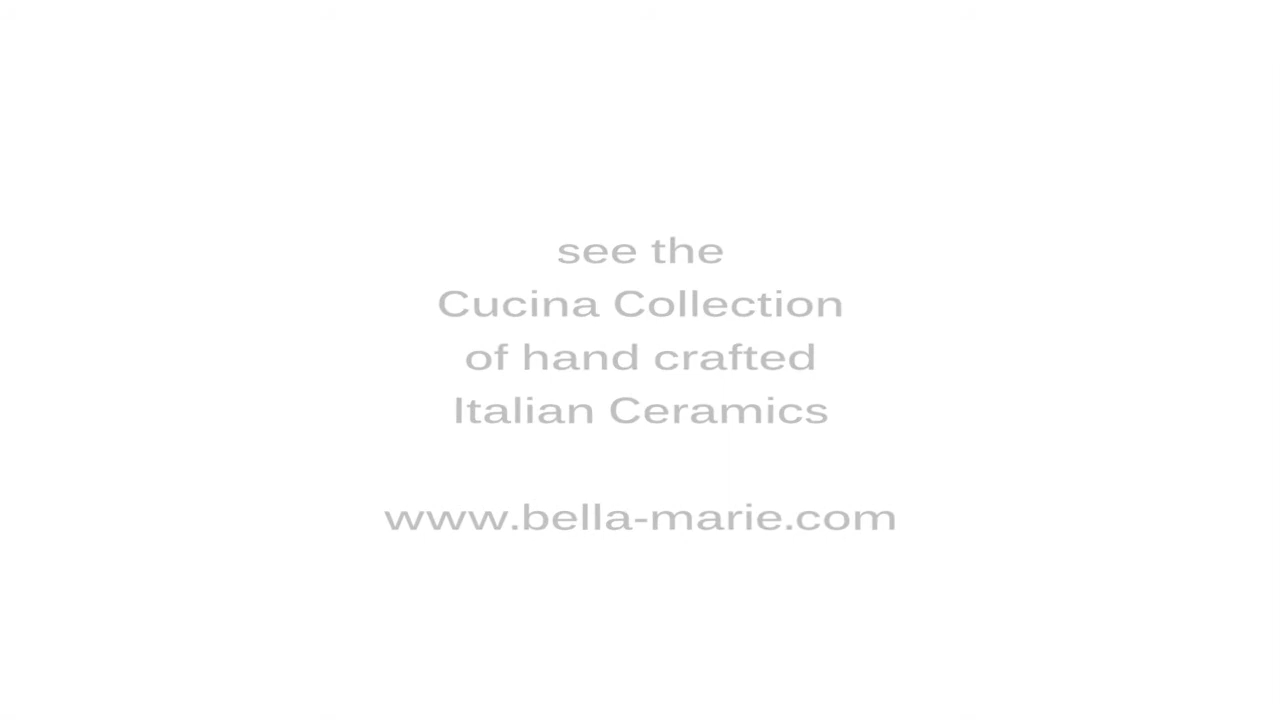 see the
Cucina Collection
of hand crafted
Italian Ceramics
www.bella-marie.com